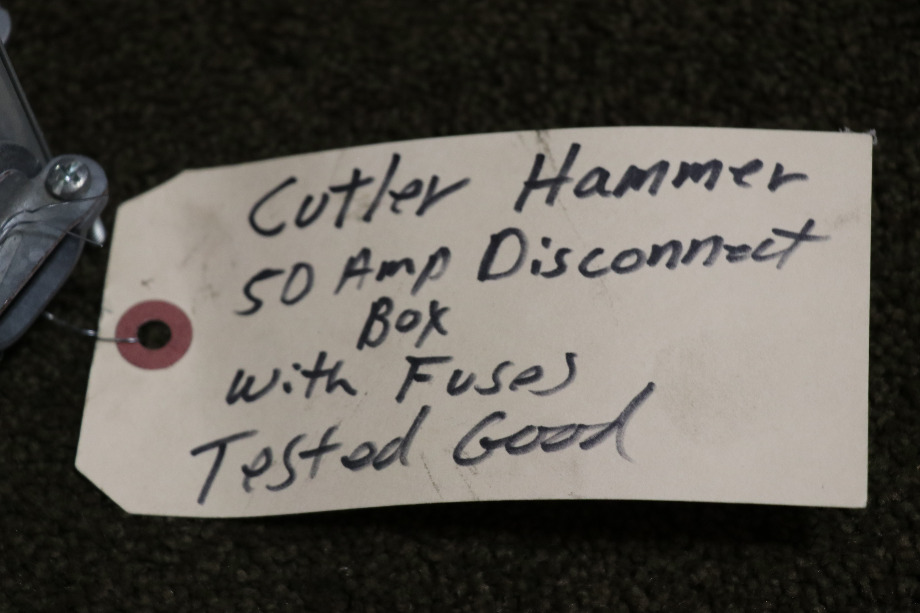 Cutler Hammer
50 Amp Disconnect
Box
with Fuses
Tested Good